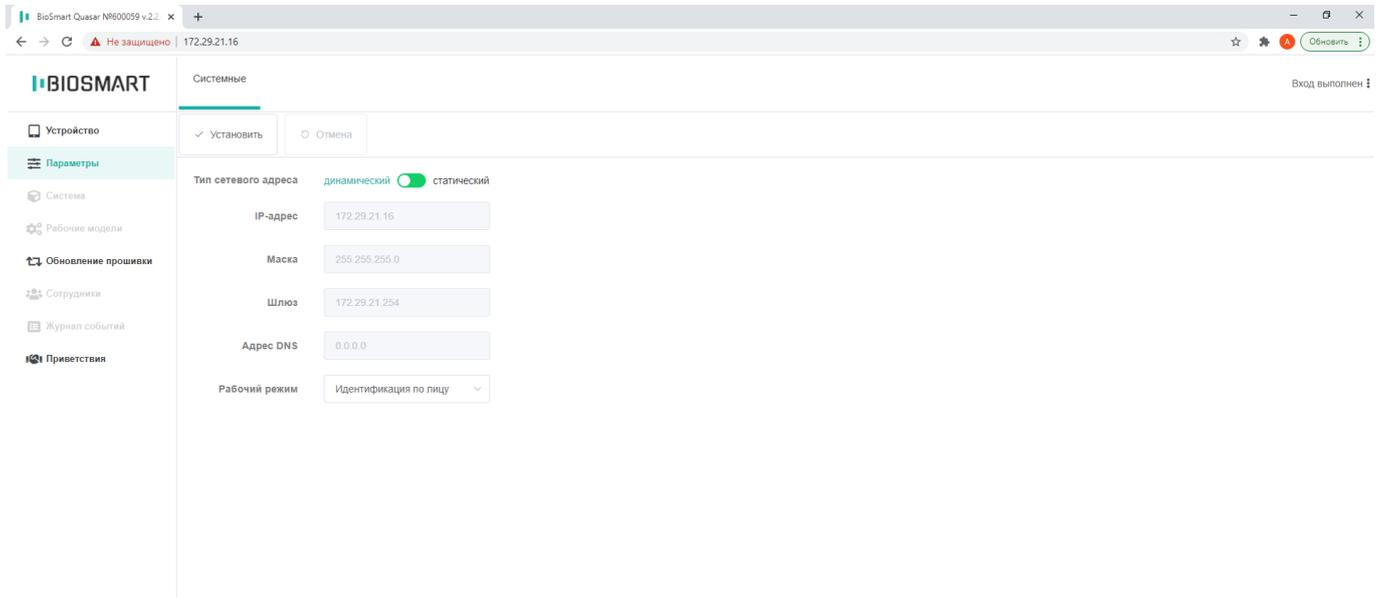 BioSmart Quasar №600059 v.2.2.
Не защищено | 172.29.21.16
А
Обновить
BIOSMART
Системные
Вход выполнен
Устройство
Установить
Отмена
Параметры
Тип сетевого адреса динамический статический
Система
IP-адрес 172.29.21.16
Рабочие модели
Маска 255.255.255.0
Обновление прошивки
Сотрудники
Шлюз 172.29.21.254
Журнал событий
Адрес DNS 0.0.0.0
Приветствия
Рабочий режим Идентификация по лицу